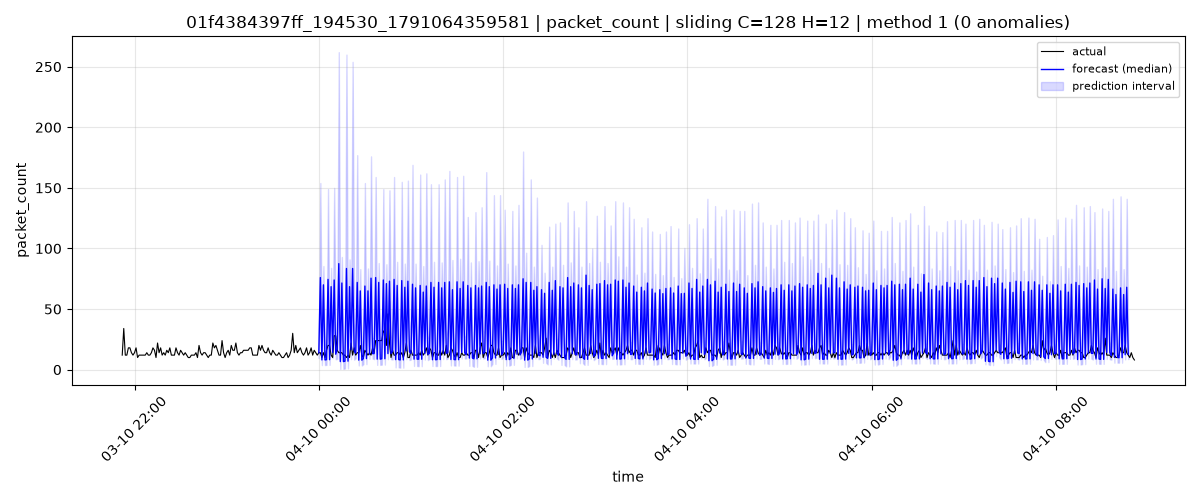 01f4384397ff_194530_1791064359581 | packet_count | sliding C=128 H=12 | method 1 (0 anomalies)
actual
forecast (median)
prediction interval
packet_count
250
200
150
100
50
0
03-10 22:00
04-10 00:00
04-10 02:00
04-10 04:00
04-10 06:00
04-10 08:00
time